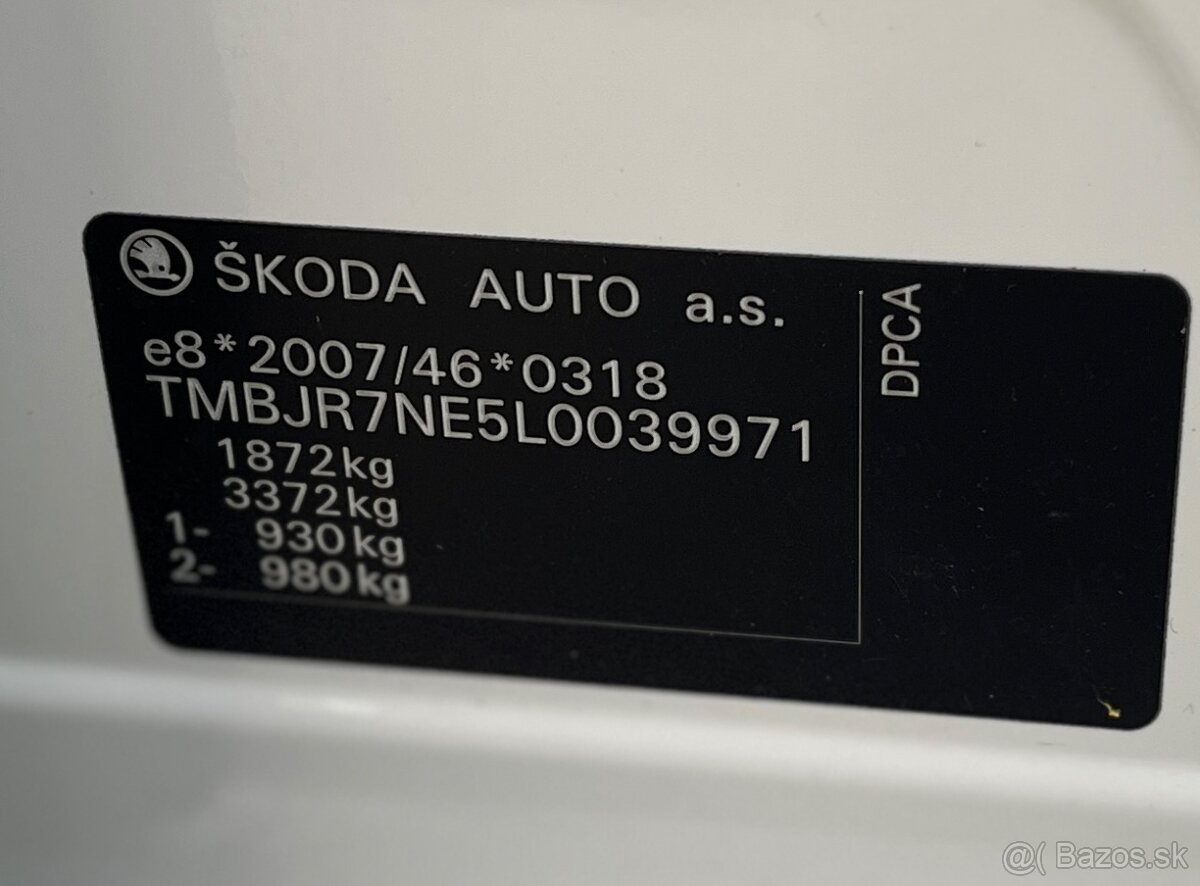 ŠKODA AUTO a.s.
e8*2007/46*0318
TMBJR7NE5L0039971
1872kg
3372kg
1- 930kg
2- 980kg
DPCA
@( Bazos.sk